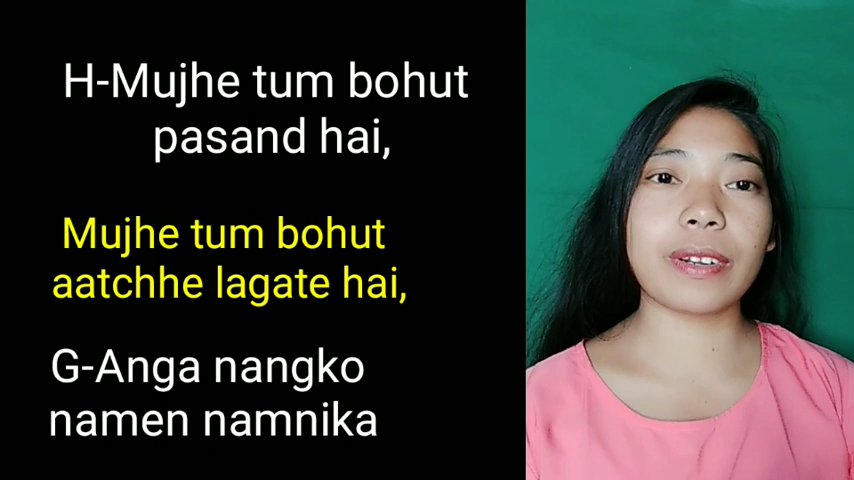 H-Mujhe tum bohut
pasand hai,
Mujhe tum bohut
aatchhe lagate hai,
G-Anga nangko
namen namnika